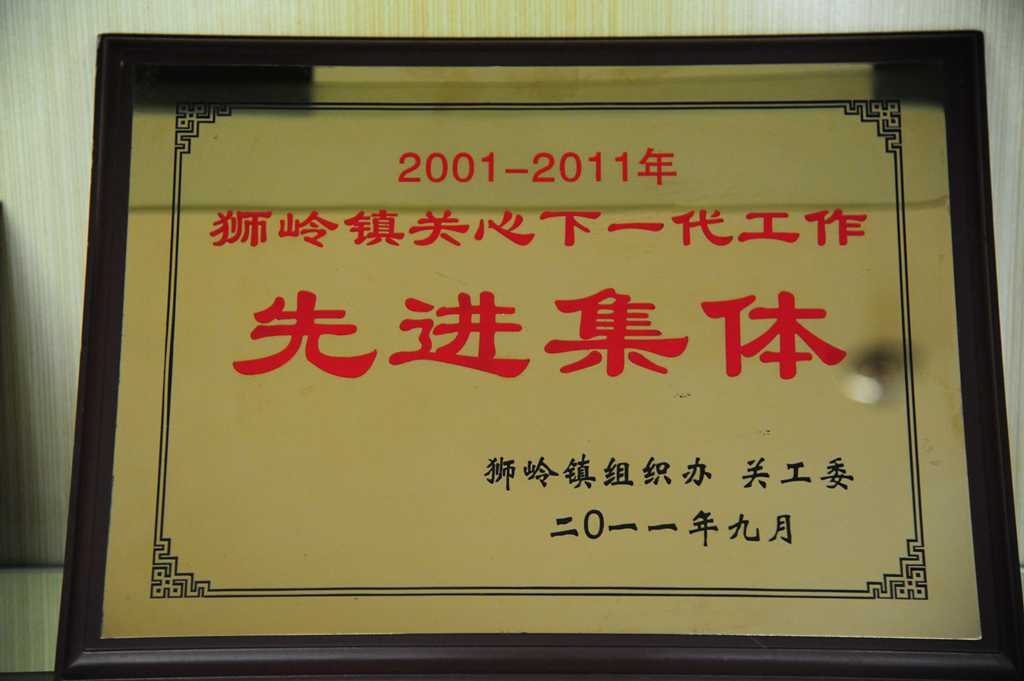 2001-2011年
狮岭镇关心下一代工作
先进集体
狮岭镇组织办 关工委
二0一一年九月